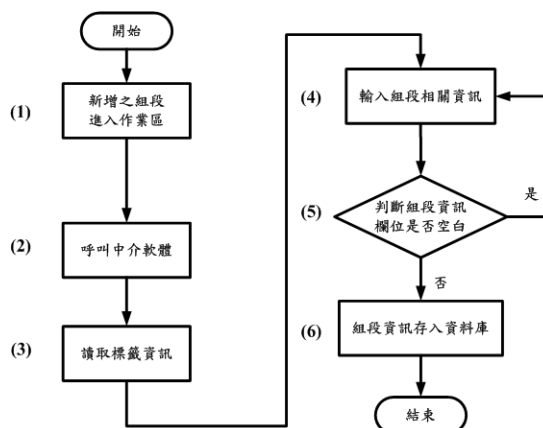 開始
(1)
新增之組段
進入作業區
(2)
呼叫中介軟體
(3)
讀取標籤資訊
(4)
輸入組段相關資訊
(5)
判斷組段資訊
欄位是否空白
是
否
(6)
組段資訊存入資料庫
結束